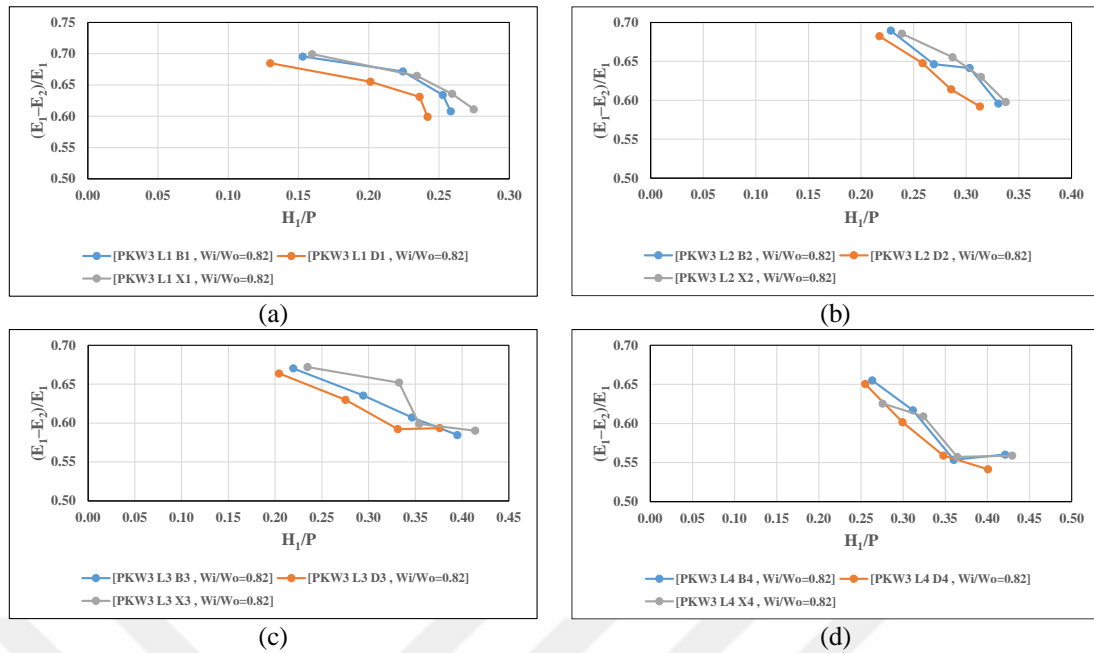 0.75
0.70
0.65
0.60
0.55
0.50
(E₁−E₂)/E₁
0.00 0.05 0.10 0.15 0.20 0.25 0.30
H₁/P
[PKW3 L1 B1 , Wi/Wo=0.82] [PKW3 L1 D1 , Wi/Wo=0.82]
[PKW3 L1 X1 , Wi/Wo=0.82]
(a)
0.70
0.65
0.60
0.55
0.50
(E₁−E₂)/E₁
0.00 0.05 0.10 0.15 0.20 0.25 0.30 0.35 0.40
H₁/P
[PKW3 L2 B2 , Wi/Wo=0.82] [PKW3 L2 D2 , Wi/Wo=0.82]
[PKW3 L2 X2 , Wi/Wo=0.82]
(b)
0.70
0.65
0.60
0.55
0.50
(E₁−E₂)/E₁
0.00 0.05 0.10 0.15 0.20 0.25 0.30 0.35 0.40 0.45
H₁/P
[PKW3 L3 B3 , Wi/Wo=0.82] [PKW3 L3 D3 , Wi/Wo=0.82]
[PKW3 L3 X3 , Wi/Wo=0.82]
(c)
0.70
0.65
0.60
0.55
0.50
(E₁−E₂)/E₁
0.00 0.05 0.10 0.15 0.20 0.25 0.30 0.35 0.40 0.45 0.50
H₁/P
[PKW3 L4 B4 , Wi/Wo=0.82] [PKW3 L4 D4 , Wi/Wo=0.82]
[PKW3 L4 X4 , Wi/Wo=0.82]
(d)